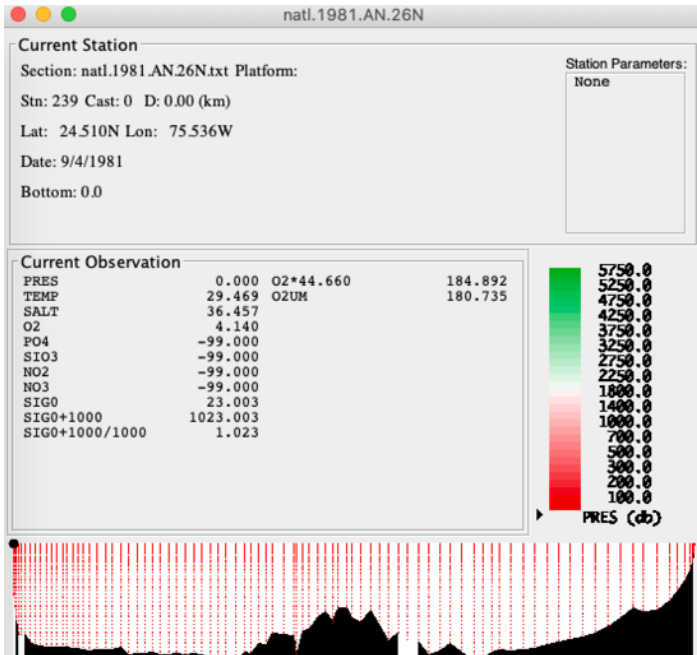 natl.1981.AN.26N
Current Station
Section: natl.1981.AN.26N.txt Platform:
Stn: 239 Cast: 0 D: 0.00 (km)
Lat: 24.510N Lon: 75.536W
Date: 9/4/1981
Bottom: 0.0
Station Parameters:
None
Current Observation
PRES 0.000 O2*44.660 184.892
TEMP 29.469 O2UM 180.735
SALT 36.457
O2 4.140
PO4 -99.000
SIO3 -99.000
NO2 -99.000
NO3 -99.000
SIG0 23.003
SIG0+1000 1023.003
SIG0+1000/1000 1.023
5750.0
5250.0
4750.0
4250.0
3750.0
3250.0
2750.0
2250.0
1800.0
1400.0
1000.0
700.0
500.0
300.0
200.0
100.0
PRES (db)